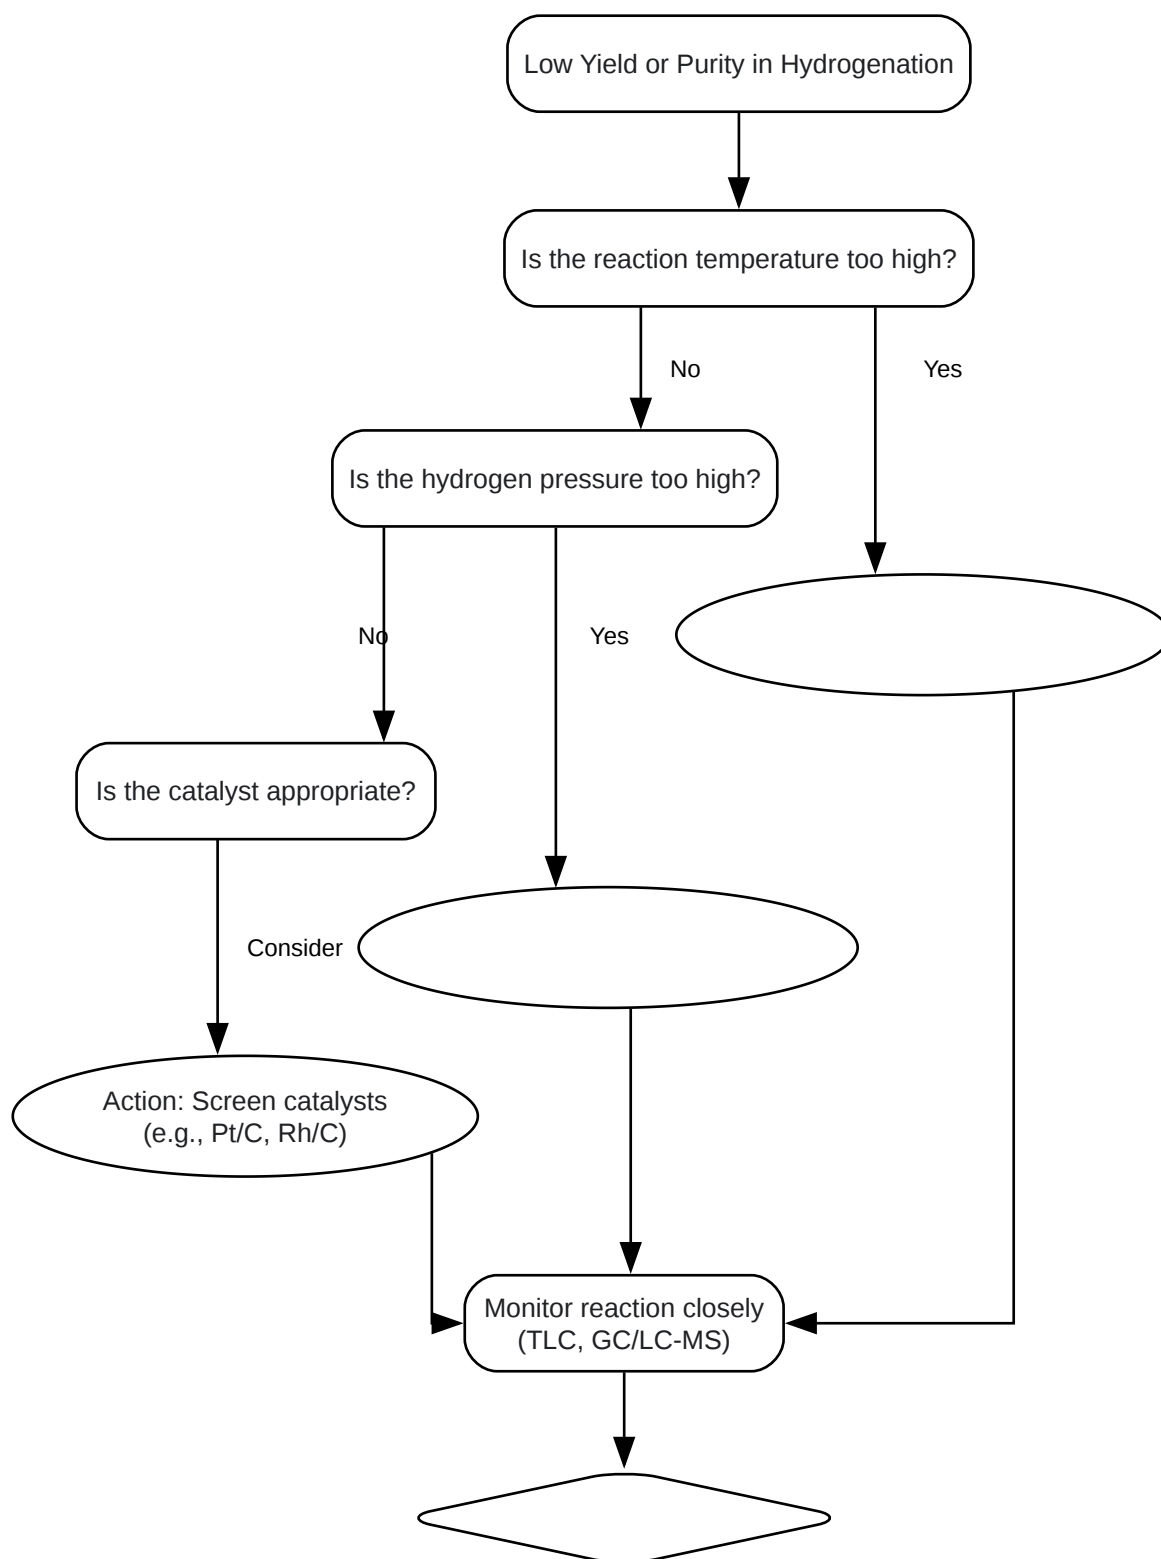 Low Yield or Purity in Hydrogenation
Is the reaction temperature too high?
No
Yes
Is the hydrogen pressure too high?
No
Yes
Is the catalyst appropriate?
Consider
Action: Screen catalysts
(e.g., Pt/C, Rh/C)
Monitor reaction closely
(TLC, GC/LC-MS)